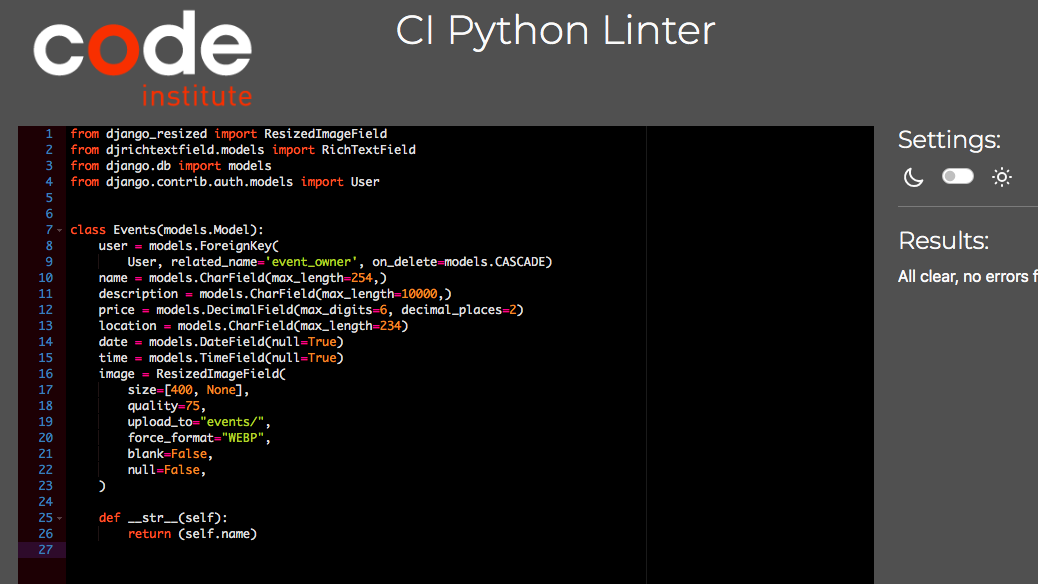 code
institute
CI Python Linter
1 from django_resized import ResizedImageField
2 from djrichtextfield.models import RichTextField
3 from django.db import models
4 from django.contrib.auth.models import User
5
6
7 class Events(models.Model):
8     user = models.ForeignKey(
9         User, related_name='event_owner', on_delete=models.CASCADE)
10     name = models.CharField(max_length=254,)
11     description = models.CharField(max_length=10000,)
12     price = models.DecimalField(max_digits=6, decimal_places=2)
13     location = models.CharField(max_length=234)
14     date = models.DateField(null=True)
15     time = models.TimeField(null=True)
16     image = ResizedImageField(
17         size=[400, None],
18         quality=75,
19         upload_to="events/",
20         force_format="WEBP",
21         blank=False,
22         null=False,
23     )
24
25     def __str__(self):
26         return (self.name)
27
Settings:
Results:
All clear, no errors f